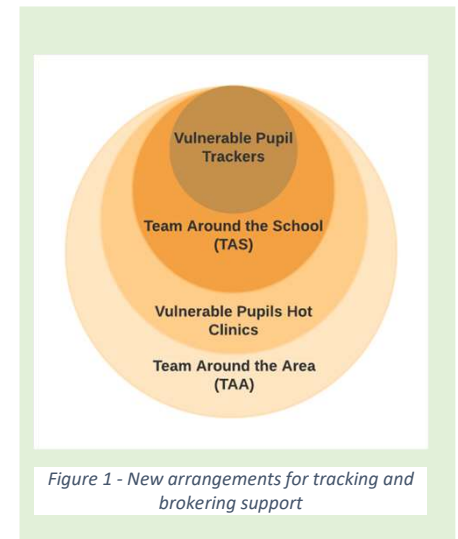 Vulnerable Pupil
Trackers
Team Around the School
(TAS)
Vulnerable Pupils Hot
Clinics
Team Around the Area
(TAA)
Figure 1 - New arrangements for tracking and
brokering support